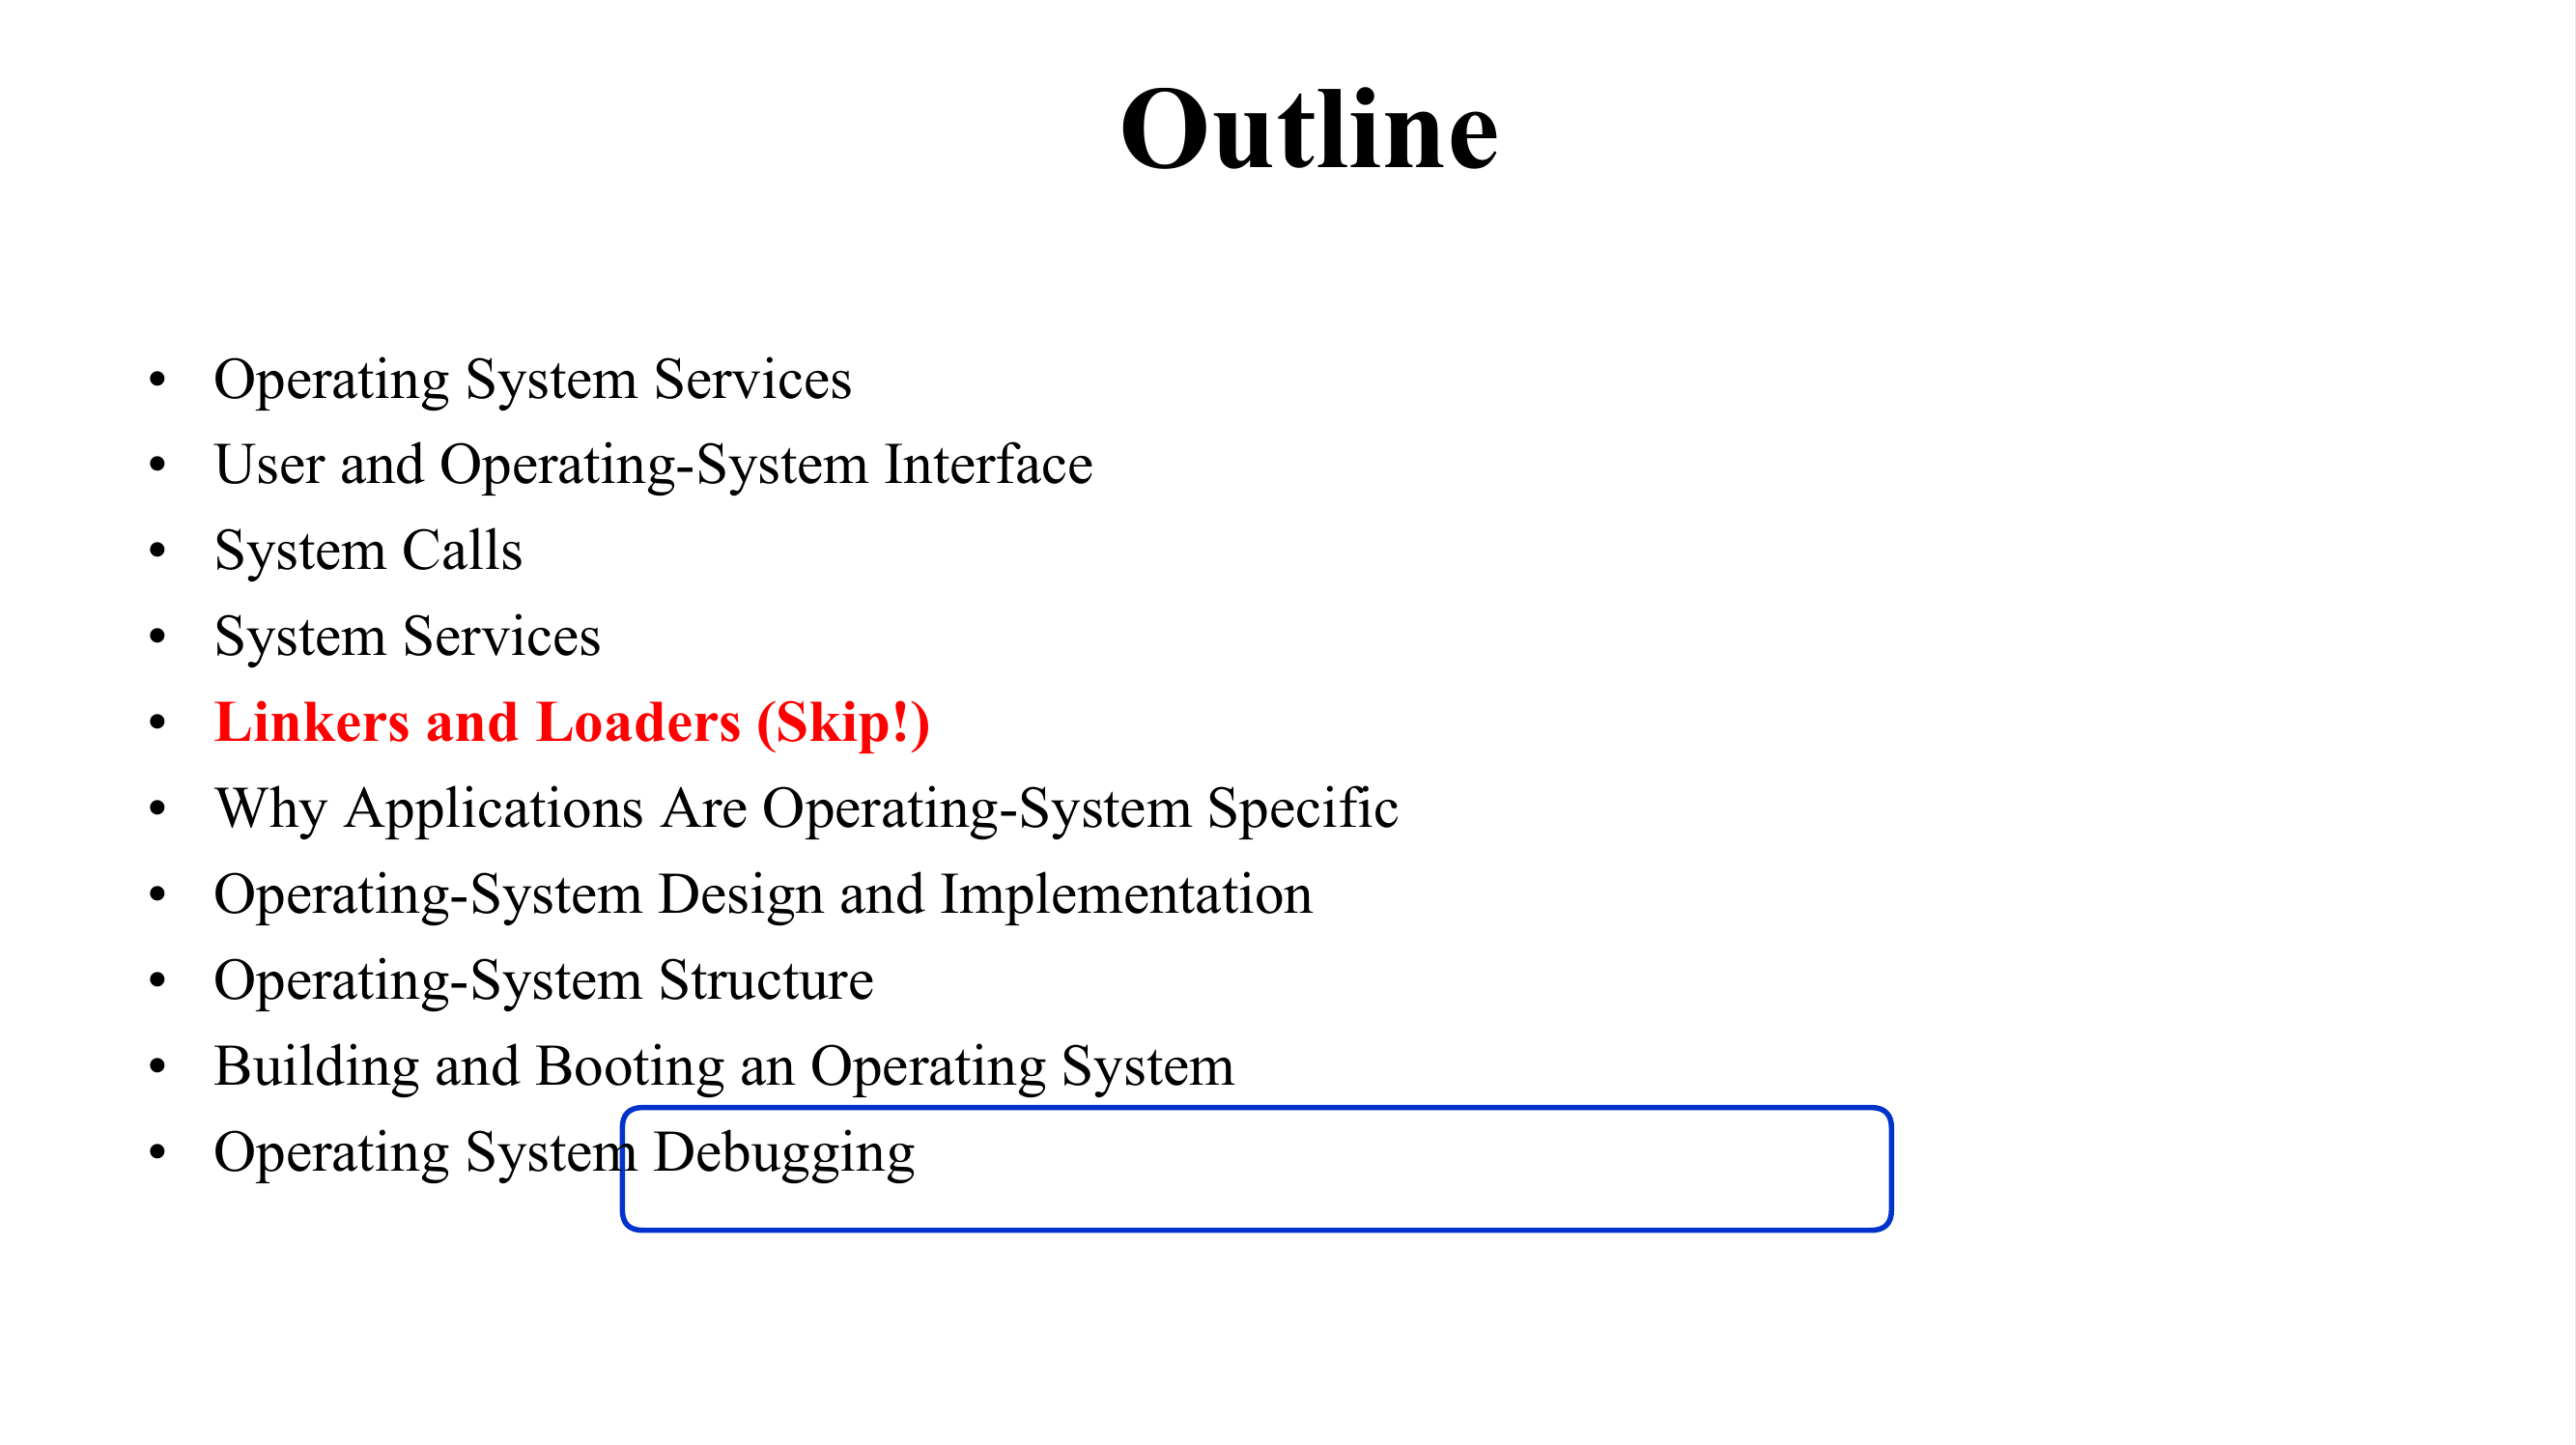 Outline
• Operating System Services
• User and Operating-System Interface
• System Calls
• System Services
• Linkers and Loaders (Skip!)
• Why Applications Are Operating-System Specific
• Operating-System Design and Implementation
• Operating-System Structure
• Building and Booting an Operating System
• Operating System Debugging